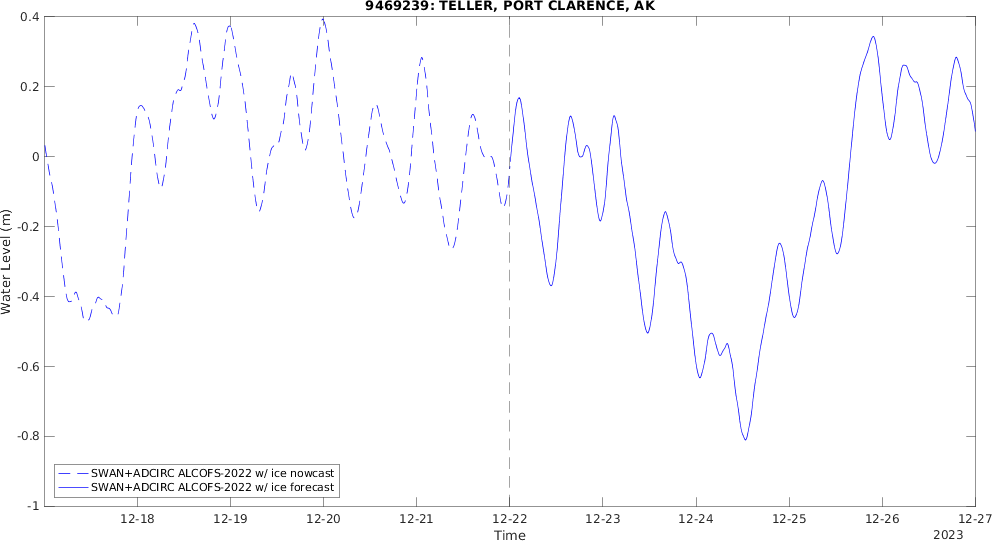 9469239: TELLER, PORT CLARENCE, AK
0.4
0.2
0
-0.2
-0.4
-0.6
-0.8
-1
Water Level (m)
SWAN+ADCIRC ALCOFS-2022 w/ ice nowcast
SWAN+ADCIRC ALCOFS-2022 w/ ice forecast
12-18 12-19 12-20 12-21 12-22 12-23 12-24 12-25 12-26 12-27
Time
2023